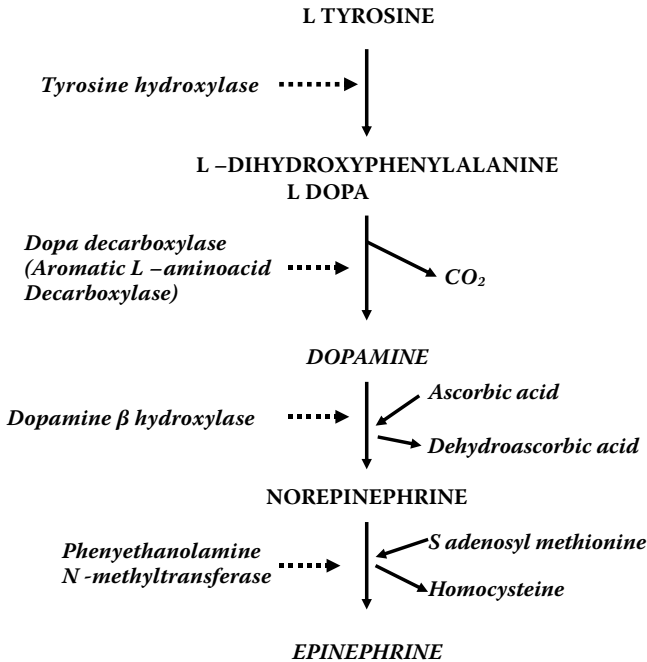 L TYROSINE
Tyrosine hydroxylase
L –DIHYDROXYPHENYLALANINE
L DOPA
Dopa decarboxylase
(Aromatic L –aminoacid
Decarboxylase)
CO₂
DOPAMINE
Ascorbic acid
Dopamine β hydroxylase
Dehydroascorbic acid
NOREPINEPHRINE
S adenosyl methionine
Phenyethanolamine
N -methyltransferase
Homocysteine
EPINEPHRINE